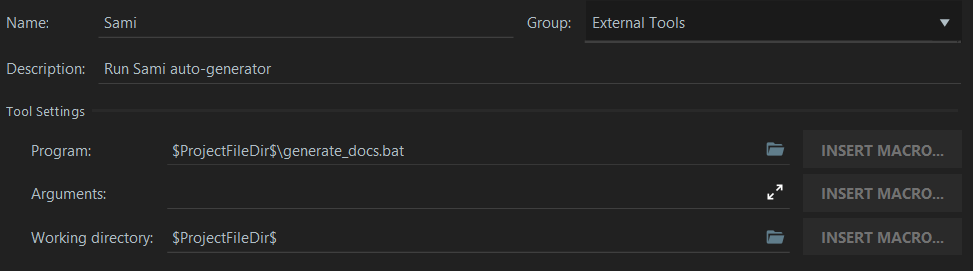 Name: Sami Group: External Tools
Description: Run Sami auto-generator
Tool Settings
Program: $ProjectFileDir$\generate_docs.bat INSERT MACRO...
Arguments: INSERT MACRO...
Working directory: $ProjectFileDir$ INSERT MACRO...